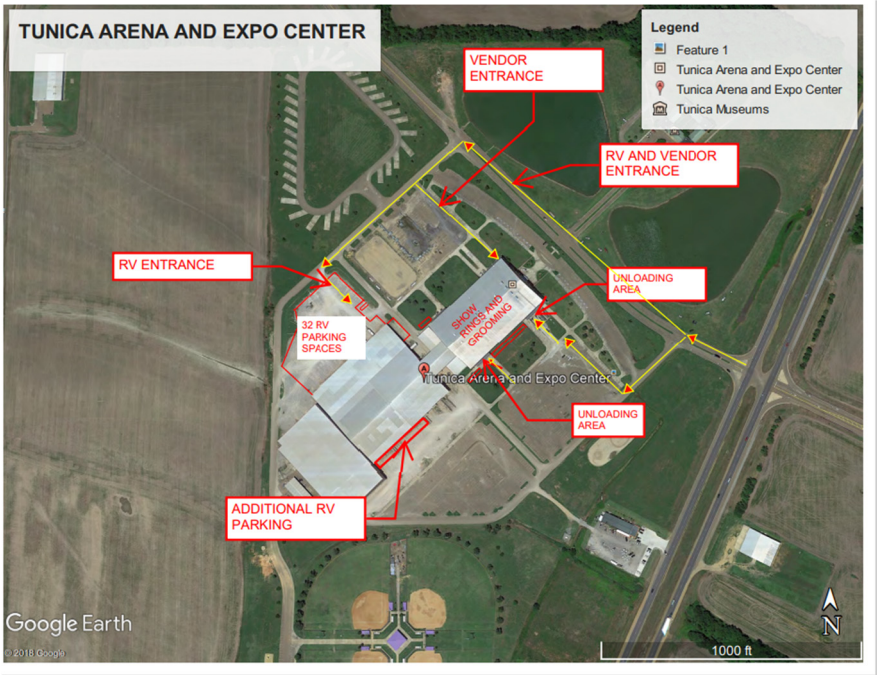 TUNICA ARENA AND EXPO CENTER
Legend
Feature 1
Tunica Arena and Expo Center
A
Tunica Arena and Expo Center
Tunica Museums
VENDOR
ENTRANCE
RV AND VENDOR
ENTRANCE
RV ENTRANCE
UNLOADING
AREA
SHOW
RINGS AND
GROOMING
32 RV
PARKING
SPACES
A
Tunica Arena and Expo Center
UNLOADING
AREA
ADDITIONAL RV
PARKING
N
Google Earth
© 2018 Google
1000 ft